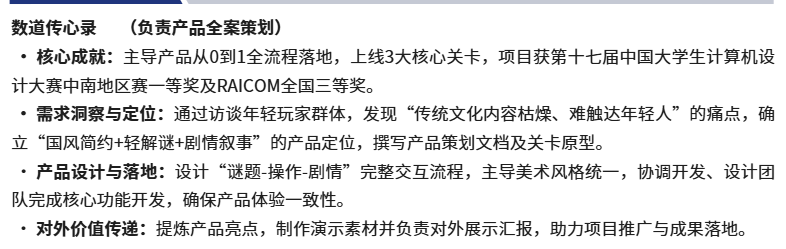 数道传心录 （负责产品全案策划）
• 核心成就：主导产品从0到1全流程落地，上线3大核心关卡，项目获第十七届中国大学生计算机设
计大赛中南地区赛一等奖及RAICOM全国三等奖。
• 需求洞察与定位：通过访谈年轻玩家群体，发现“传统文化内容枯燥、难触达年轻人”的痛点，确
立“国风简约+轻解谜+剧情叙事”的产品定位，撰写产品策划文档及关卡原型。
• 产品设计与落地：设计“谜题-操作-剧情”完整交互流程，主导美术风格统一，协调开发、设计团
队完成核心功能开发，确保产品体验一致性。
• 对外价值传递：提炼产品亮点，制作演示素材并负责对外展示汇报，助力项目推广与成果落地。